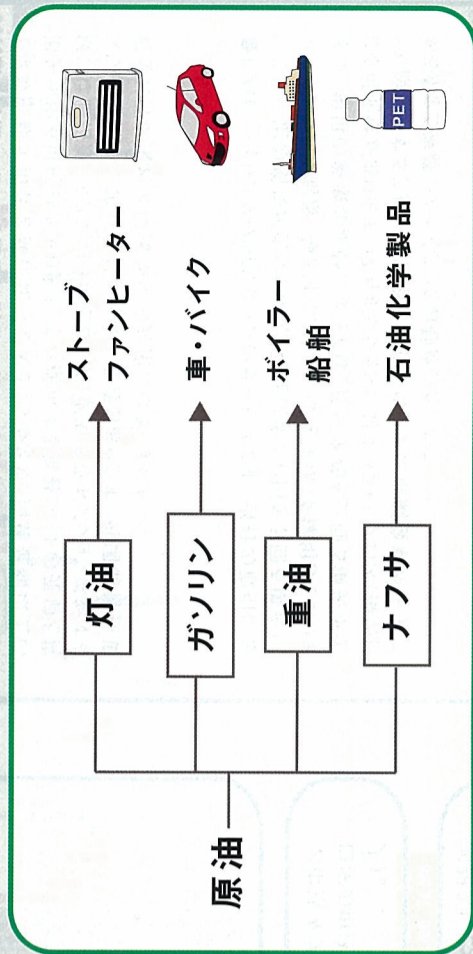 原油
灯油
ストーブ
ファンヒーター
ガソリン
車・バイク
重油
ボイラー
船舶
ナフサ
石油化学製品
PET